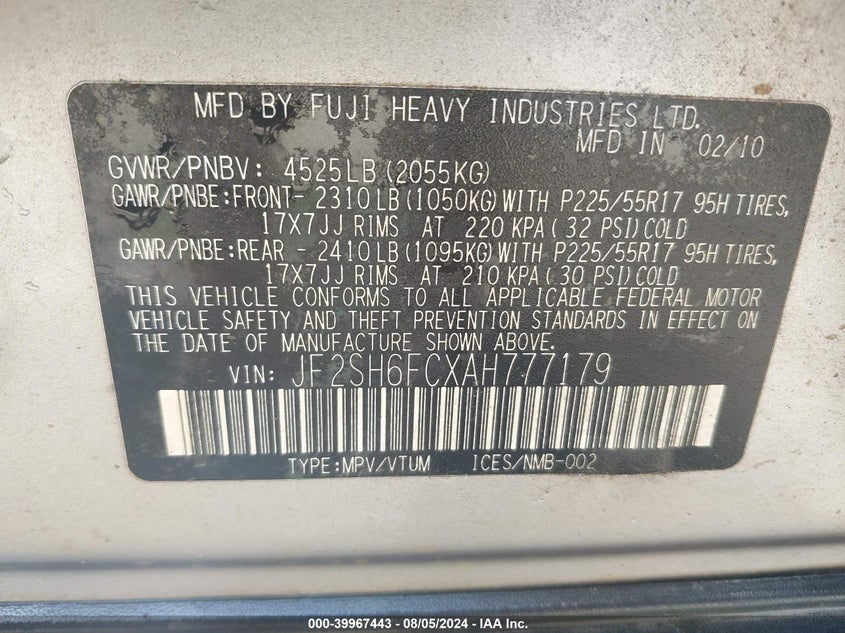 MFD BY FUJI HEAVY INDUSTRIES LTD.
MFD IN 02/10
GVWR/PNBV: 4525LB(2055KG)
GAWR/PNBE:FRONT- 2310LB(1050KG)WITH P225/55R17 95H TIRES,
17X7JJ RIMS AT 220 KPA( 32 PSI)COLD
GAWR/PNBE:REAR - 2410LB(1095KG)WITH P225/55R17 95H TIRES,
17X7JJ RIMS AT 210 KPA( 30 PSI)COLD
THIS VEHICLE CONFORMS TO ALL APPLICABLE FEDERAL MOTOR
VEHICLE SAFETY AND THEFT PREVENTION STANDARDS IN EFFECT ON
THE DATE OF MANUFACTURE SHOWN ABOVE.
VIN: JF2SH6FCXAH777179
TYPE:MPV/VTUM ICES/NMB-002
000-39967443 - 08/05/2024 - IAA Inc.